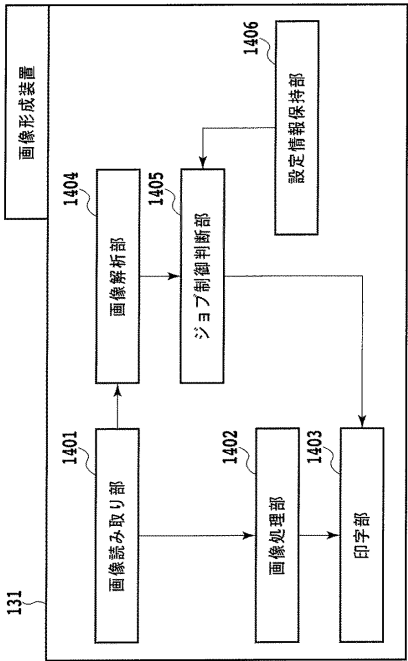 131
画像形成装置
1401
画像読み取り部
1404
画像解析部
1405
ジョブ制御判断部
1406
設定情報保持部
1402
画像処理部
1403
印字部